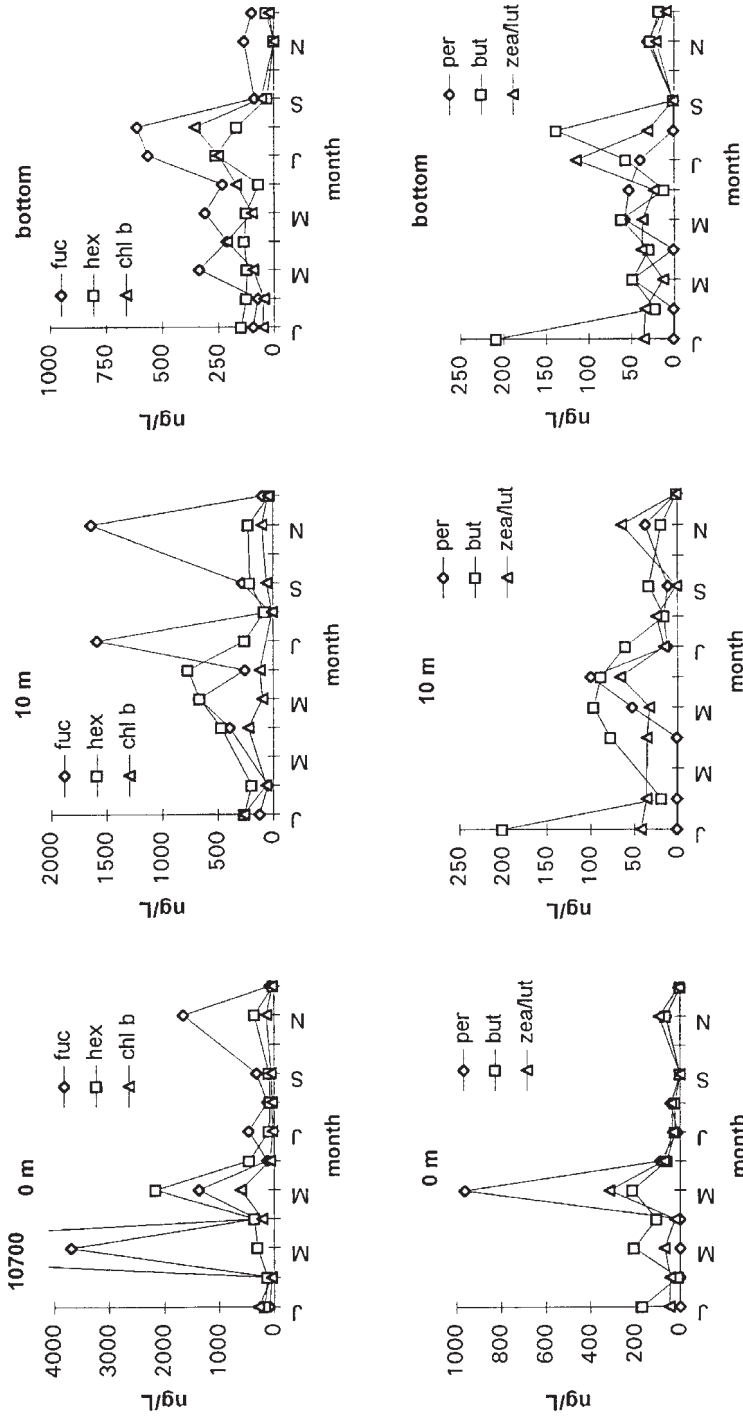 10700
0 m
4000
3000
2000
1000
0
ng/L
fuc
hex
chl b
J M M J S N
month
10 m
2000
1500
1000
500
0
ng/L
fuc
hex
chl b
J M M J S N
month
bottom
1000
750
500
250
0
ng/L
fuc
hex
chl b
J M M J S N
month
0 m
1000
800
600
400
200
0
ng/L
per
but
zea/lut
J M M J S N
month
10 m
250
200
150
100
50
0
ng/L
per
but
zea/lut
J M M J S N
month
bottom
250
200
150
100
50
0
ng/L
per
but
zea/lut
J M M J S N
month